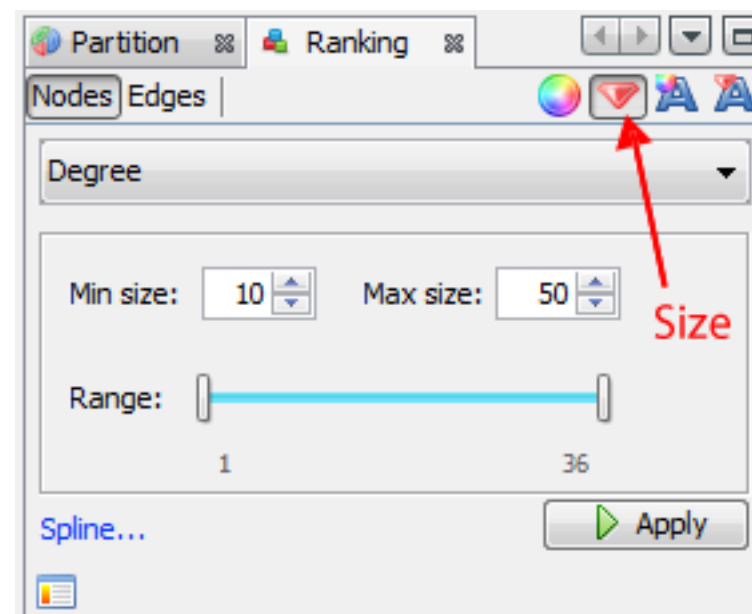 Partition Ranking
Nodes Edges
Degree
Min size: 10 Max size: 50
Size
Range:
1 36
Spline... Apply